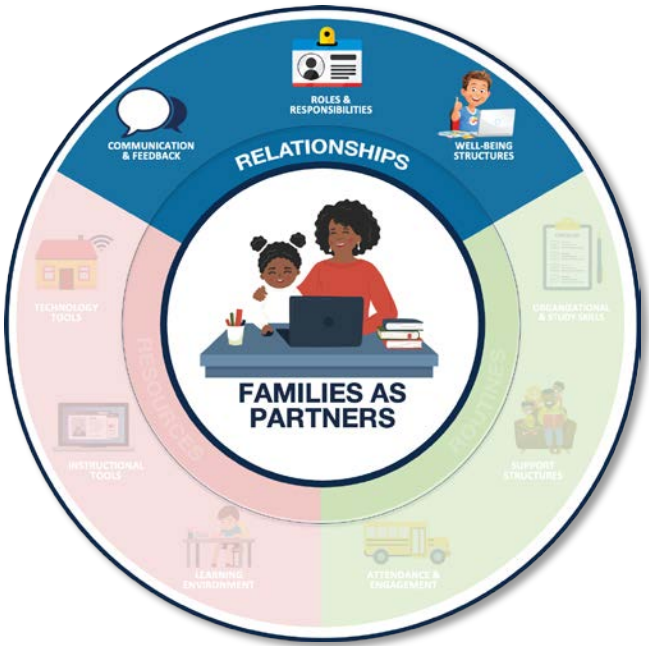 ROLES &
RESPONSIBILITIES
COMMUNICATION
& FEEDBACK
WELL-BEING
STRUCTURES
RELATIONSHIPS
TECHNOLOGY
TOOLS
ORGANIZATIONAL
& STUDY SKILLS
RESOURCES
ROUTINES
FAMILIES AS
PARTNERS
INSTRUCTIONAL
TOOLS
SUPPORT
STRUCTURES
LEARNING
ENVIRONMENT
ATTENDANCE &
ENGAGEMENT